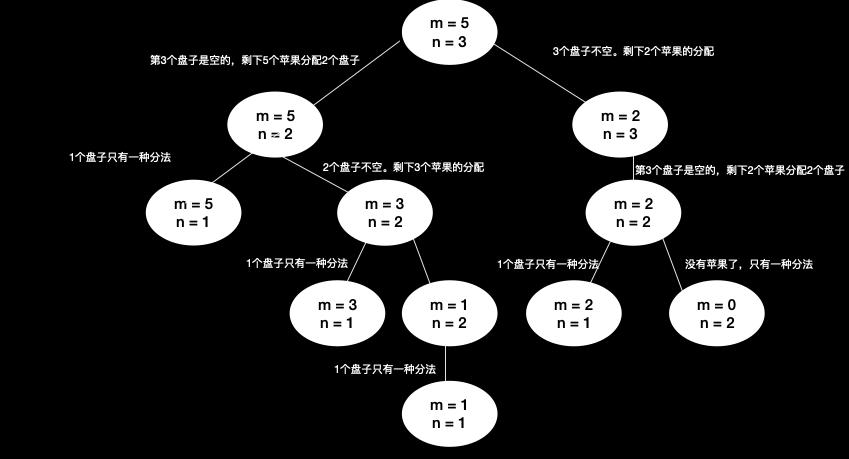 m = 5
n = 3
第3个盘子是空的，剩下5个苹果分配2个盘子
3个盘子不空。剩下2个苹果的分配
m = 5
n = 2
m = 2
n = 3
1个盘子只有一种分法
2个盘子不空。剩下3个苹果的分配
第3个盘子是空的，剩下2个苹果分配2个盘子
m = 5
n = 1
m = 3
n = 2
m = 2
n = 2
1个盘子只有一种分法
1个盘子只有一种分法
没有苹果了，只有一种分法
m = 3
n = 1
m = 1
n = 2
m = 2
n = 1
m = 0
n = 2
1个盘子只有一种分法
m = 1
n = 1